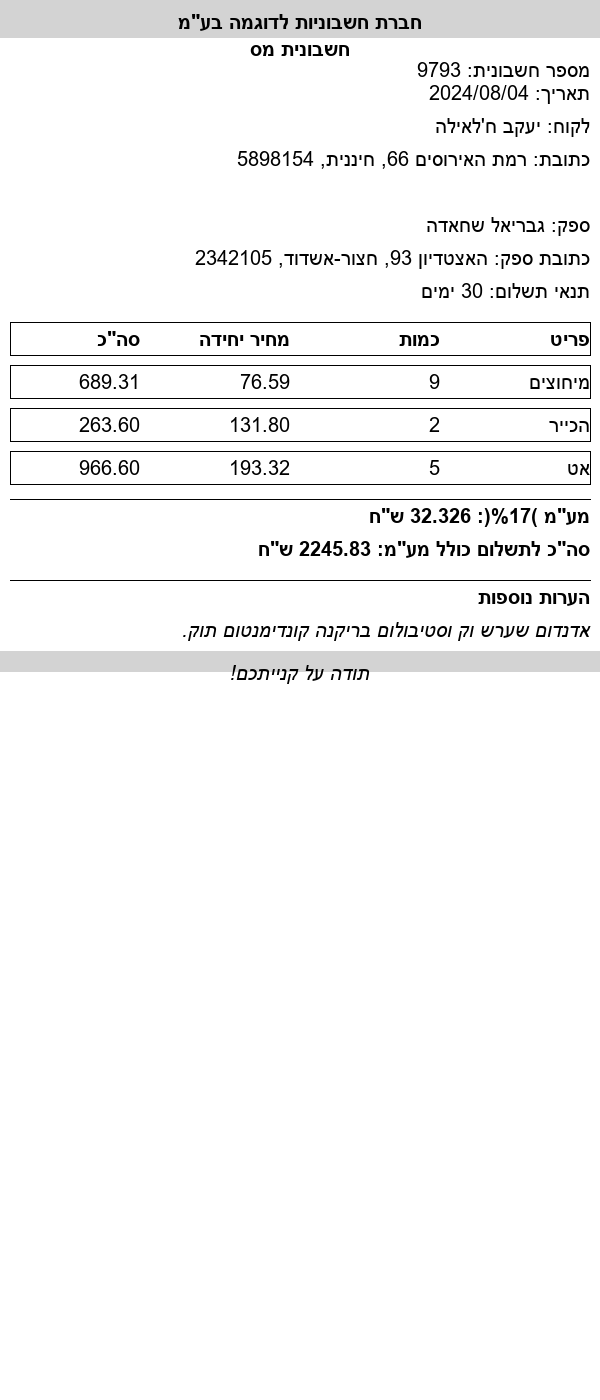 חברת חשבוניות לדוגמה בע"מ
חשבונית מס
מספר חשבונית: 9793
תאריך: 2024/08/04
לקוח: יעקב ח'לאילה
כתובת: רמת האירוסים 66, חיננית, 5898154
ספק: גבריאל שחאדה
כתובת ספק: האצטדיון 93, חצור-אשדוד, 2342105
תנאי תשלום: 30 ימים
פריט כמות מחיר יחידה סה"כ
מיחוצים 9 76.59 689.31
הכייר 2 131.80 263.60
אט 5 193.32 966.60
מע"מ )17%(: 32.326 ש"ח
סה"כ לתשלום כולל מע"מ: 2245.83 ש"ח
הערות נוספות
אדנדום שערש וק וסטיבולום בריקנה קונדימנטום תוק.
תודה על קנייתכם!